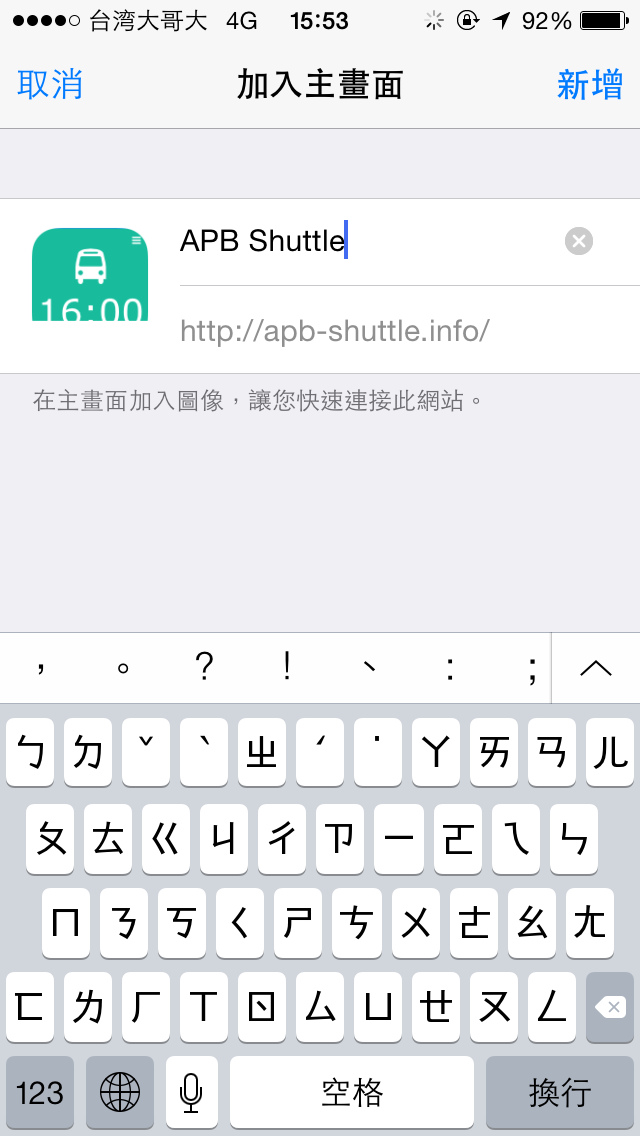 台湾大哥大 4G 15:53 92%
取消 加入主畫面 新增
APB Shuttle
16:00
http://apb-shuttle.info/
在主畫面加入圖像，讓您快速連接此網站。
， 。 ? ! 、 : ;
ㄅ ㄉ ˇ ˋ ㄓ ˊ ˙ ㄚ ㄞ ㄢ ㄦ
ㄆ ㄊ ㄍ ㄐ ㄔ ㄗ ㄧ ㄛ ㄟ ㄣ
ㄇ ㄋ ㄎ ㄑ ㄕ ㄘ ㄨ ㄜ ㄠ ㄤ
ㄈ ㄌ ㄏ ㄒ ㄖ ㄙ ㄩ ㄝ ㄡ ㄥ
123 空格 換行